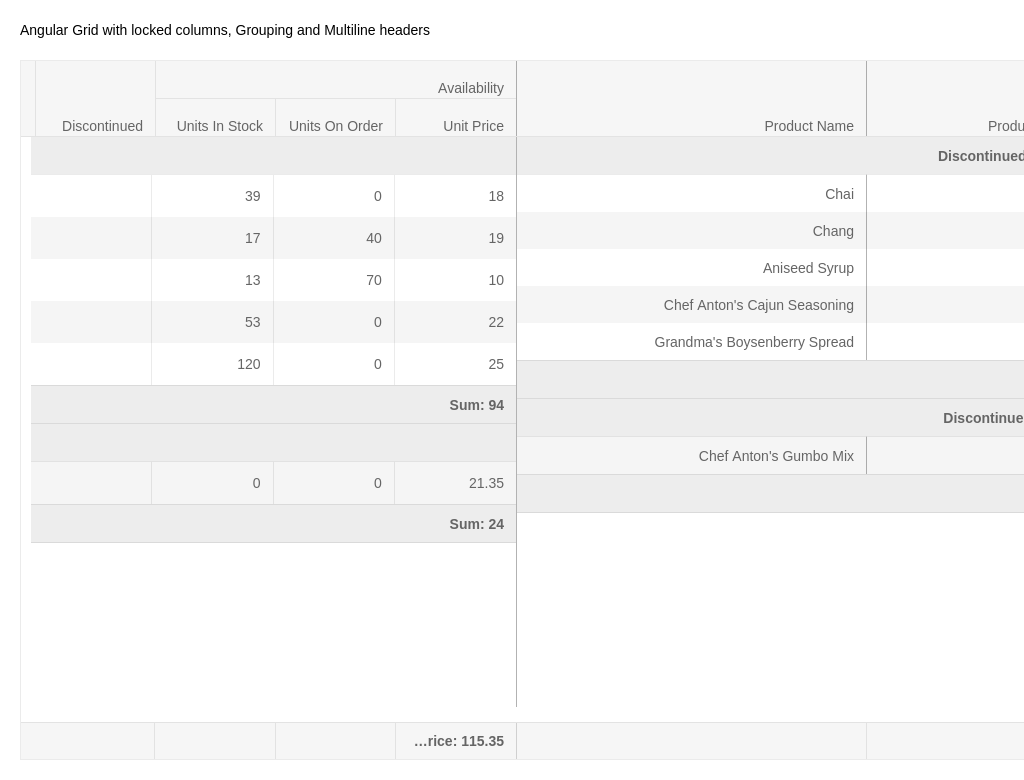 Angular Grid with locked columns, Grouping and Multiline headers
Availability
Discontinued Units In Stock Units On Order Unit Price Product Name Produ
Discontinued
39 0 18 Chai
17 40 19 Chang
13 70 10 Aniseed Syrup
53 0 22 Chef Anton's Cajun Seasoning
120 0 25 Grandma's Boysenberry Spread
Sum: 94
Discontinue
0 0 21.35 Chef Anton's Gumbo Mix
Sum: 24
…rice: 115.35